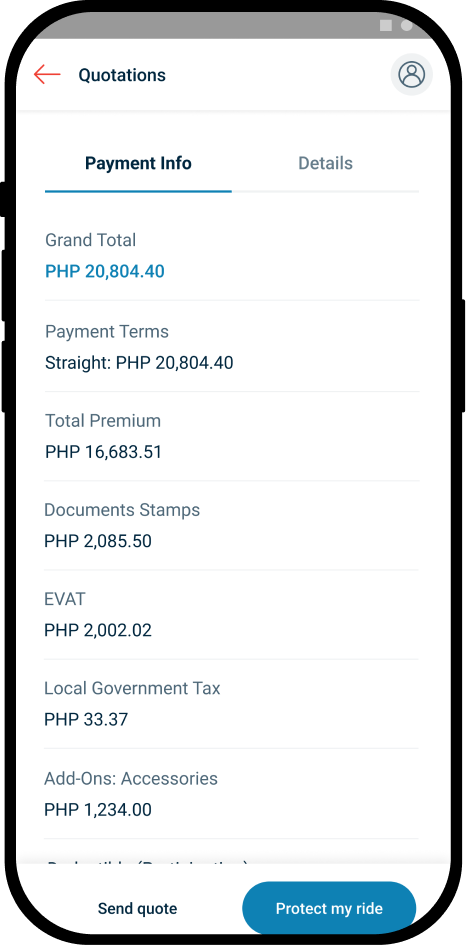 Quotations
Payment Info
Details
Grand Total
PHP 20,804.40
Payment Terms
Straight: PHP 20,804.40
Total Premium
PHP 16,683.51
Documents Stamps
PHP 2,085.50
EVAT
PHP 2,002.02
Local Government Tax
PHP 33.37
Add-Ons: Accessories
PHP 1,234.00
Send quote
Protect my ride